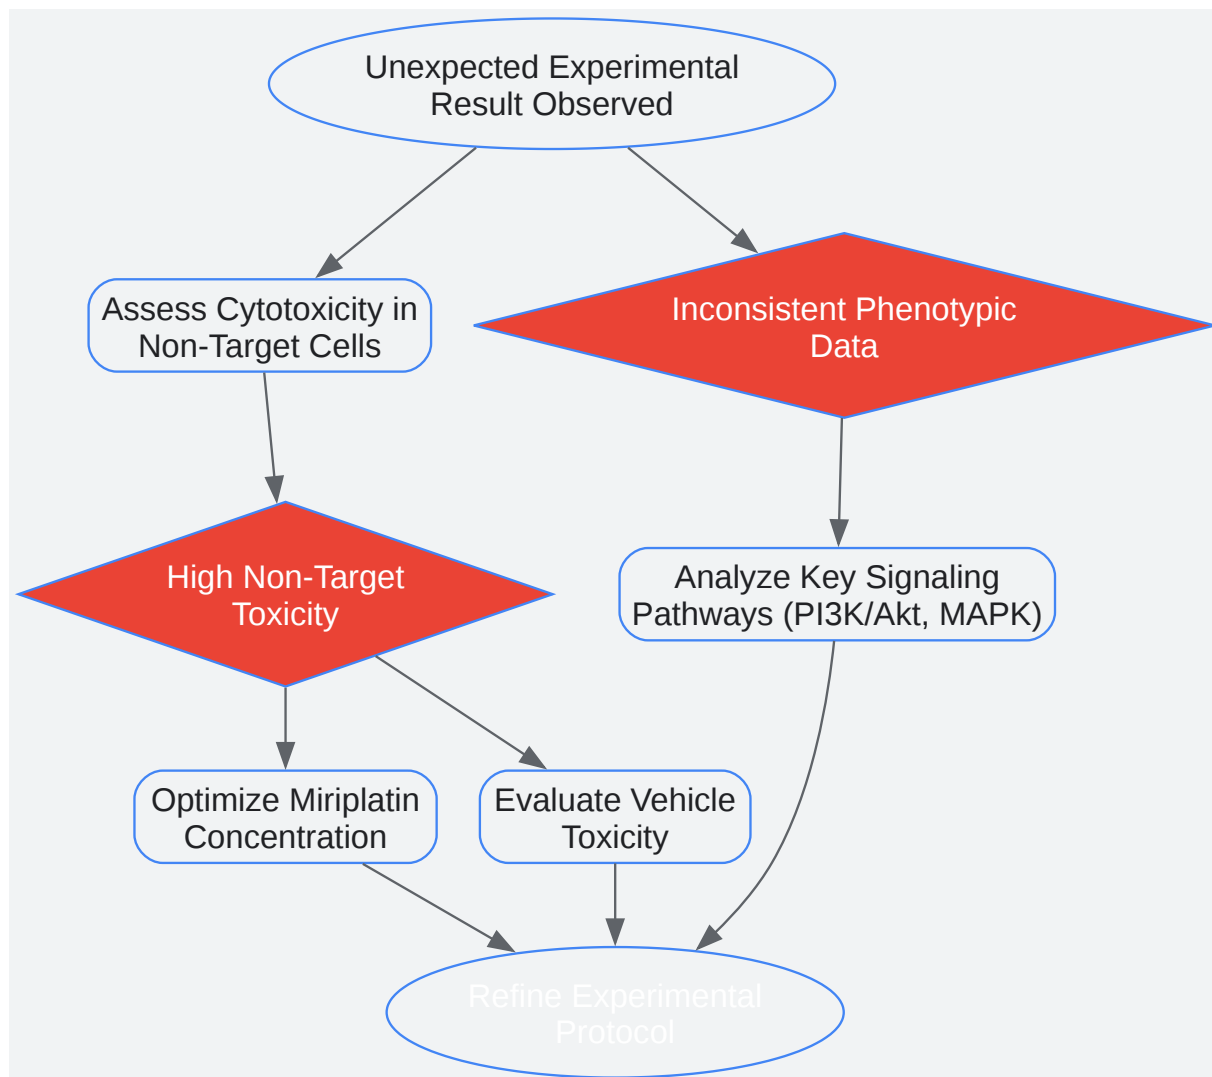 Unexpected Experimental
Result Observed
Assess Cytotoxicity in
Non-Target Cells
Inconsistent Phenotypic
Data
High Non-Target
Toxicity
Analyze Key Signaling
Pathways (PI3K/Akt, MAPK)
Optimize Miriplatin
Concentration
Evaluate Vehicle
Toxicity
Refine Experimental
Protocol